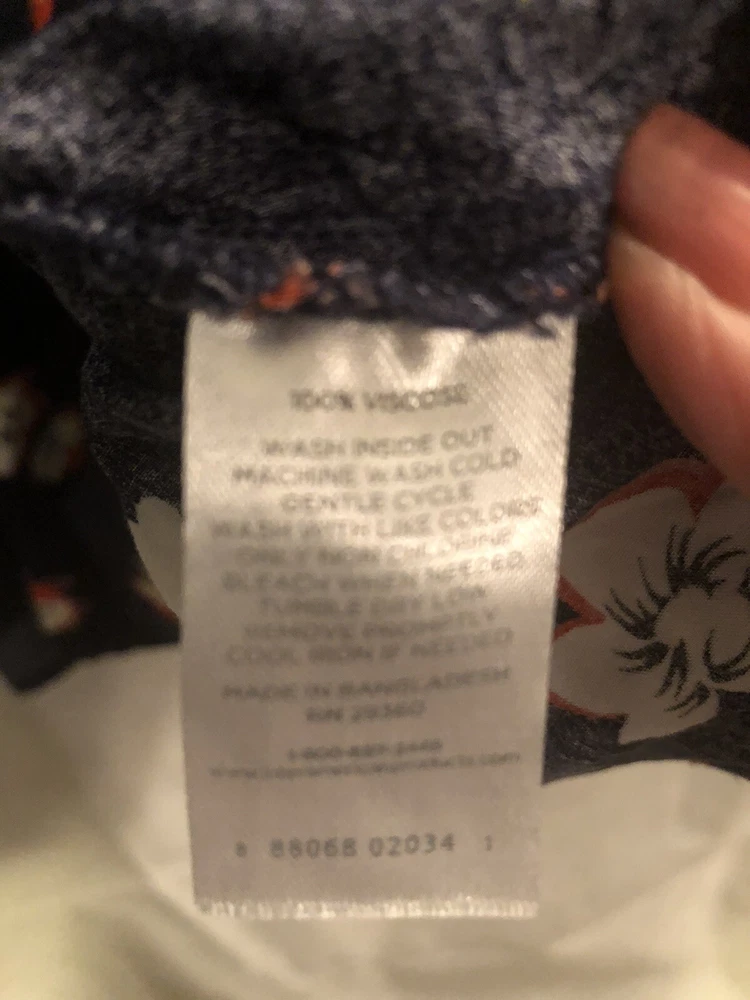 100% VISCOSE
WASH INSIDE OUT
MACHINE WASH COLD
GENTLE CYCLE
WASH WITH LIKE COLORS
ONLY NON CHLORINE
BLEACH WHEN NEEDED
TUMBLE DRY LOW
REMOVE PROMPTLY
COOL IRON IF NEEDED
MADE IN BANGLADESH
RN 29360
8 88068 02034 1